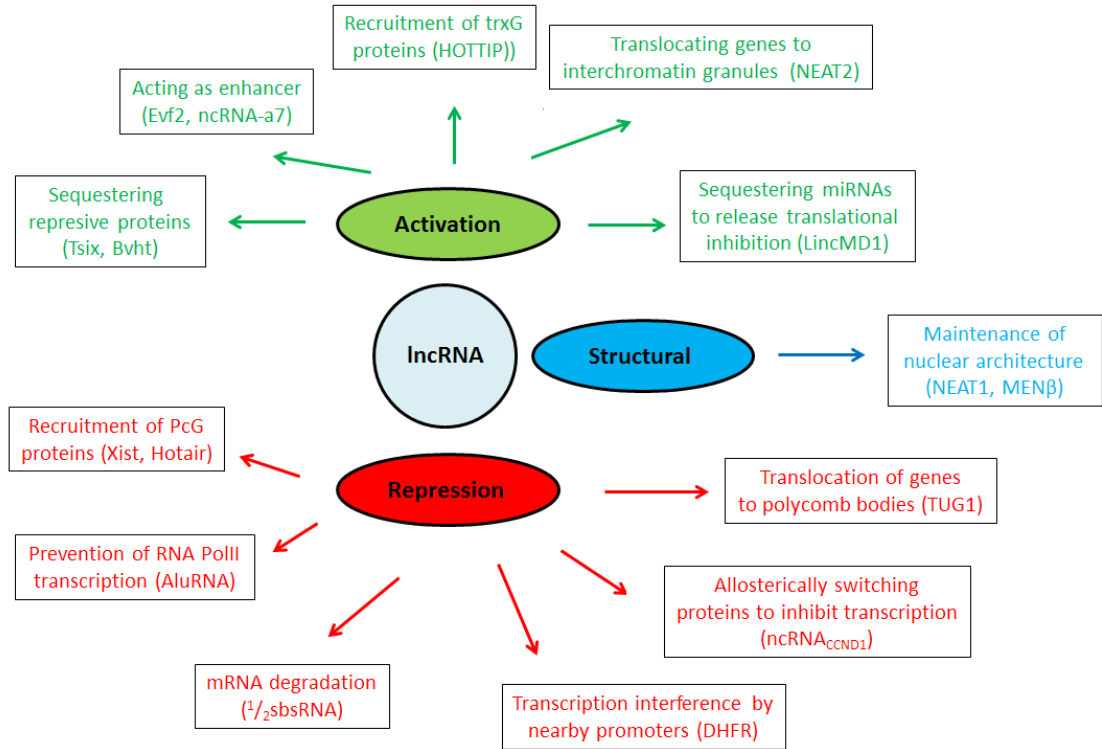 Recruitment of trxG
proteins (HOTTIP))
Translocating genes to
interchromatin granules (NEAT2)
Acting as enhancer
(Evf2, ncRNA-a7)
Sequestering
represive proteins
(Tsix, Bvht)
Activation
Sequestering miRNAs
to release translational
inhibition (LincMD1)
lncRNA
Structural
Maintenance of
nuclear architecture
(NEAT1, MENβ)
Recruitment of PcG
proteins (Xist, Hotair)
Repression
Translocation of genes
to polycomb bodies (TUG1)
Prevention of RNA PolII
transcription (AluRNA)
Allosterically switching
proteins to inhibit transcription
(ncRNA_CCND1)
mRNA degradation
(1/2sbsRNA)
Transcription interference by
nearby promoters (DHFR)